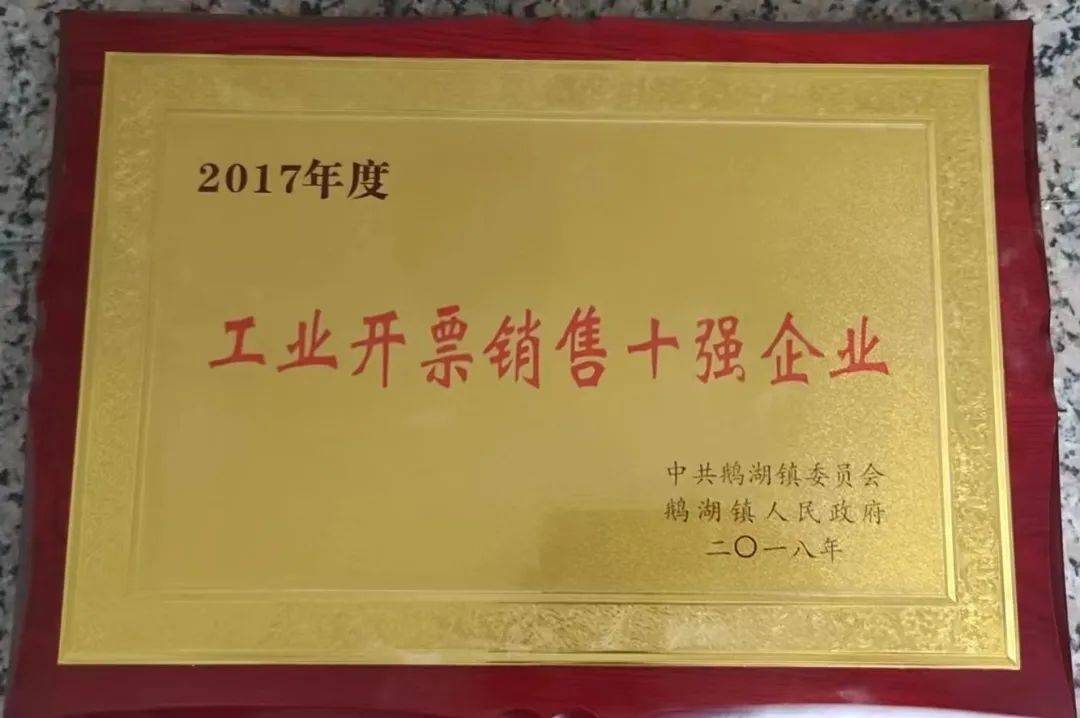 2017年度
工业开票销售十强企业
中共鹅湖镇委员会
鹅湖镇人民政府
二〇一八年